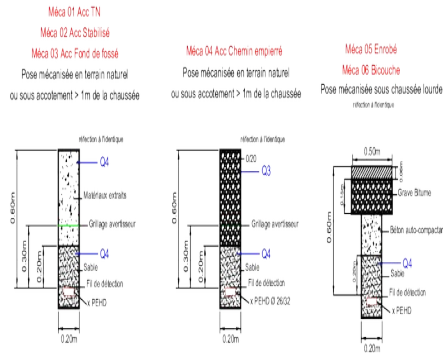 Méca 01 Acc TN
Méca 02 Acc Stabilisé
Méca 03 Acc Fond de fossé
Pose mécanisée en terrain naturel
ou sous accotement > 1m de la chaussée
réfection à l'identique
Q4
Matériaux extraits
Grillage avertisseur
Q4
Sable
Fil de détection
x PEHD
0.60m
0.30m
0.20m
0.20m
Méca 04 Acc Chemin empierré
Pose mécanisée en terrain naturel
ou sous accotement > 1m de la chaussée
réfection à l'identique
0/20
Q3
Grillage avertisseur
Q4
Sable
Fil de détection
x PEHD Ø 26/32
0.60m
0.30m
0.20m
0.20m
Méca 05 Enrobé
Méca 06 Bicouche
Pose mécanisée sous chaussée lourde
réfection à l'identique
0.50m
Grave Bitume
Béton auto-compactant
Q4
Sable
Fil de détection
x PEHD
0.60m
0.20m
0.20m